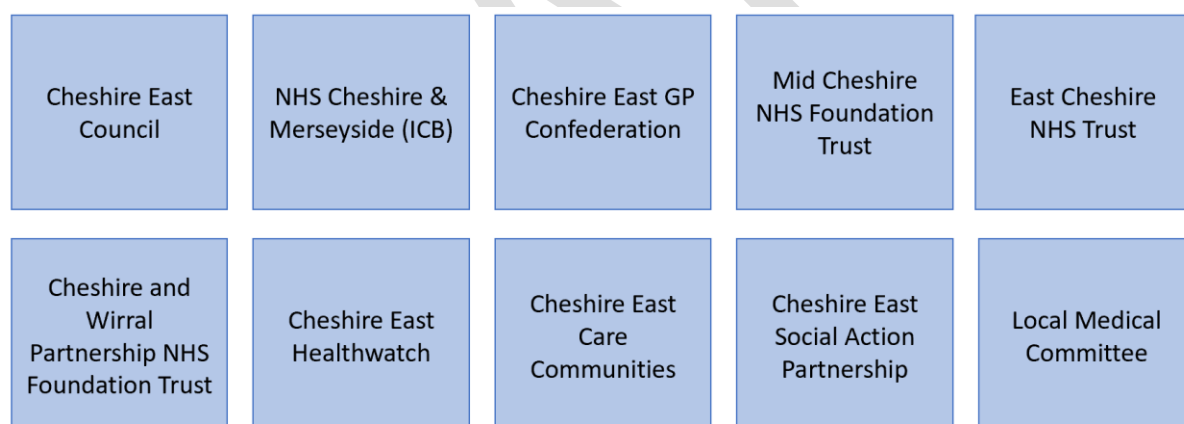 Cheshire East
Council
NHS Cheshire &
Merseyside (ICB)
Cheshire East GP
Confederation
Mid Cheshire
NHS Foundation
Trust
East Cheshire
NHS Trust
Cheshire and
Wirral
Partnership NHS
Foundation Trust
Cheshire East
Healthwatch
Cheshire East
Care
Communities
Cheshire East
Social Action
Partnership
Local Medical
Committee